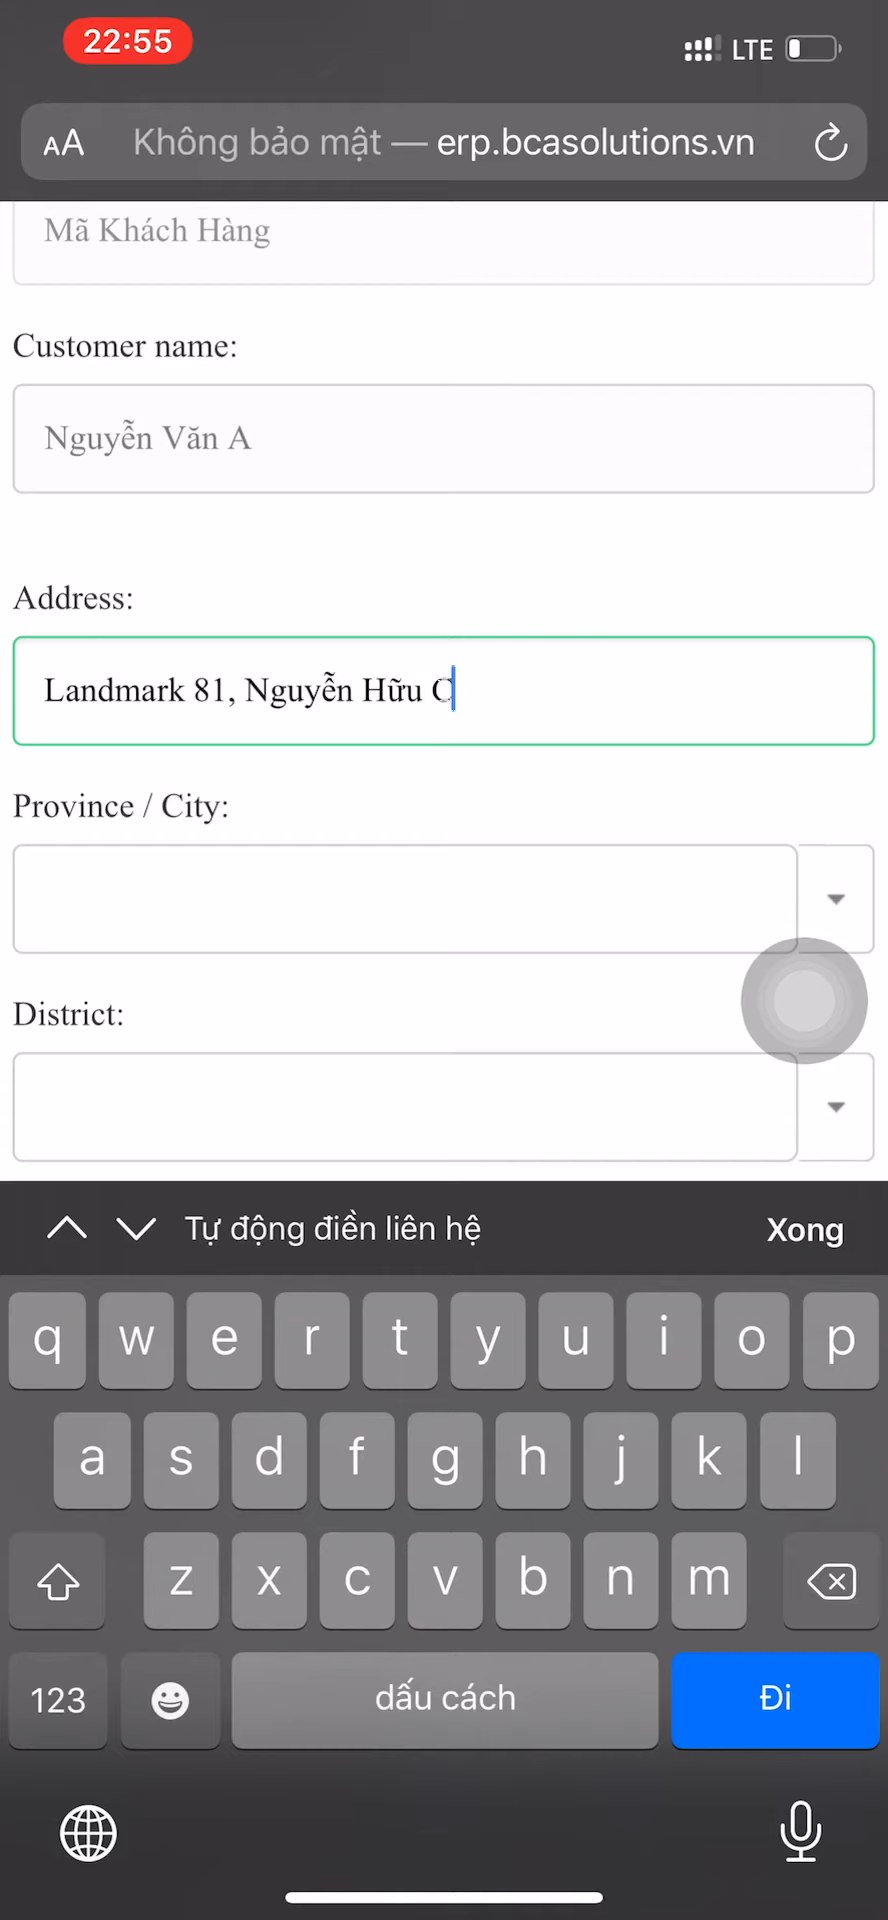 22:55
LTE
AA Không bảo mật — erp.bcasolutions.vn
Mã Khách Hàng
Customer name:
Nguyễn Văn A
Address:
Landmark 81, Nguyễn Hữu C
Province / City:
District:
Tự động điền liên hệ Xong
q w e r t y u i o p
a s d f g h j k l
z x c v b n m
123 dấu cách Đi